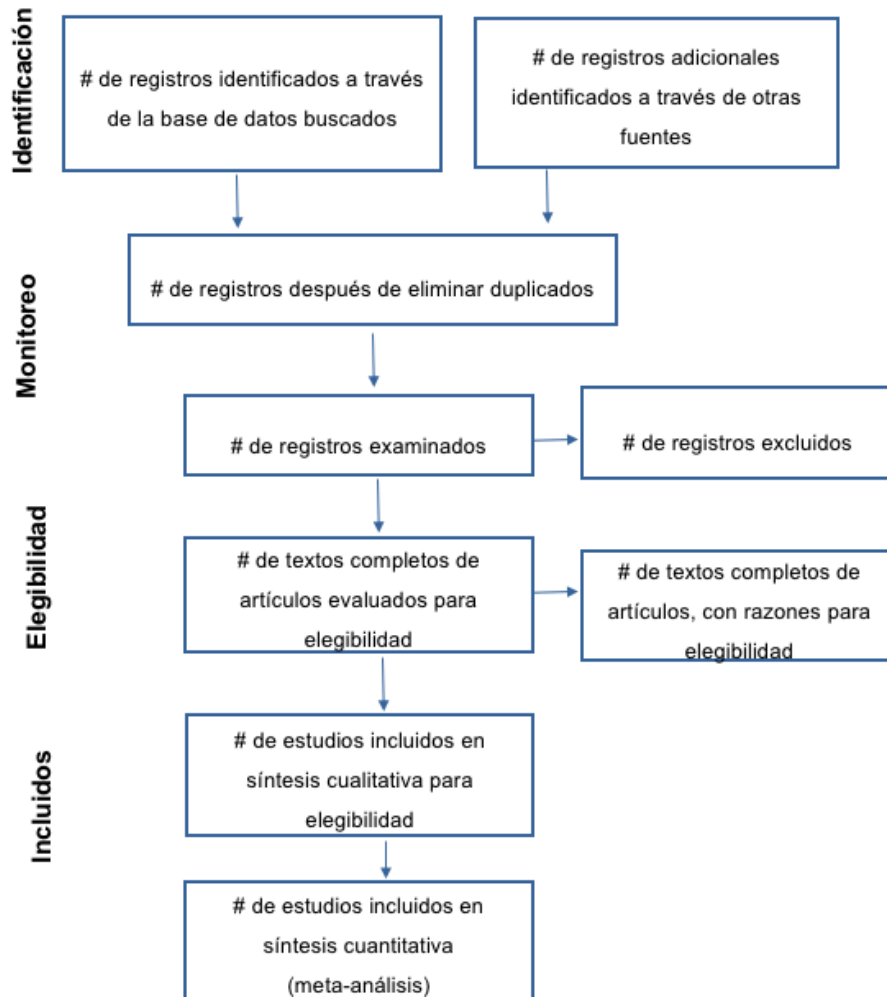 Identificación
# de registros identificados a través
de la base de datos buscados
# de registros adicionales
identificados a través de otras
fuentes
Monitoreo
# de registros después de eliminar duplicados
# de registros examinados
# de registros excluidos
Elegibilidad
# de textos completos de
artículos evaluados para
elegibilidad
# de textos completos de
artículos, con razones para
elegibilidad
Incluidos
# de estudios incluidos en
síntesis cualitativa para
elegibilidad
# de estudios incluidos en
síntesis cuantitativa
(meta-análisis)